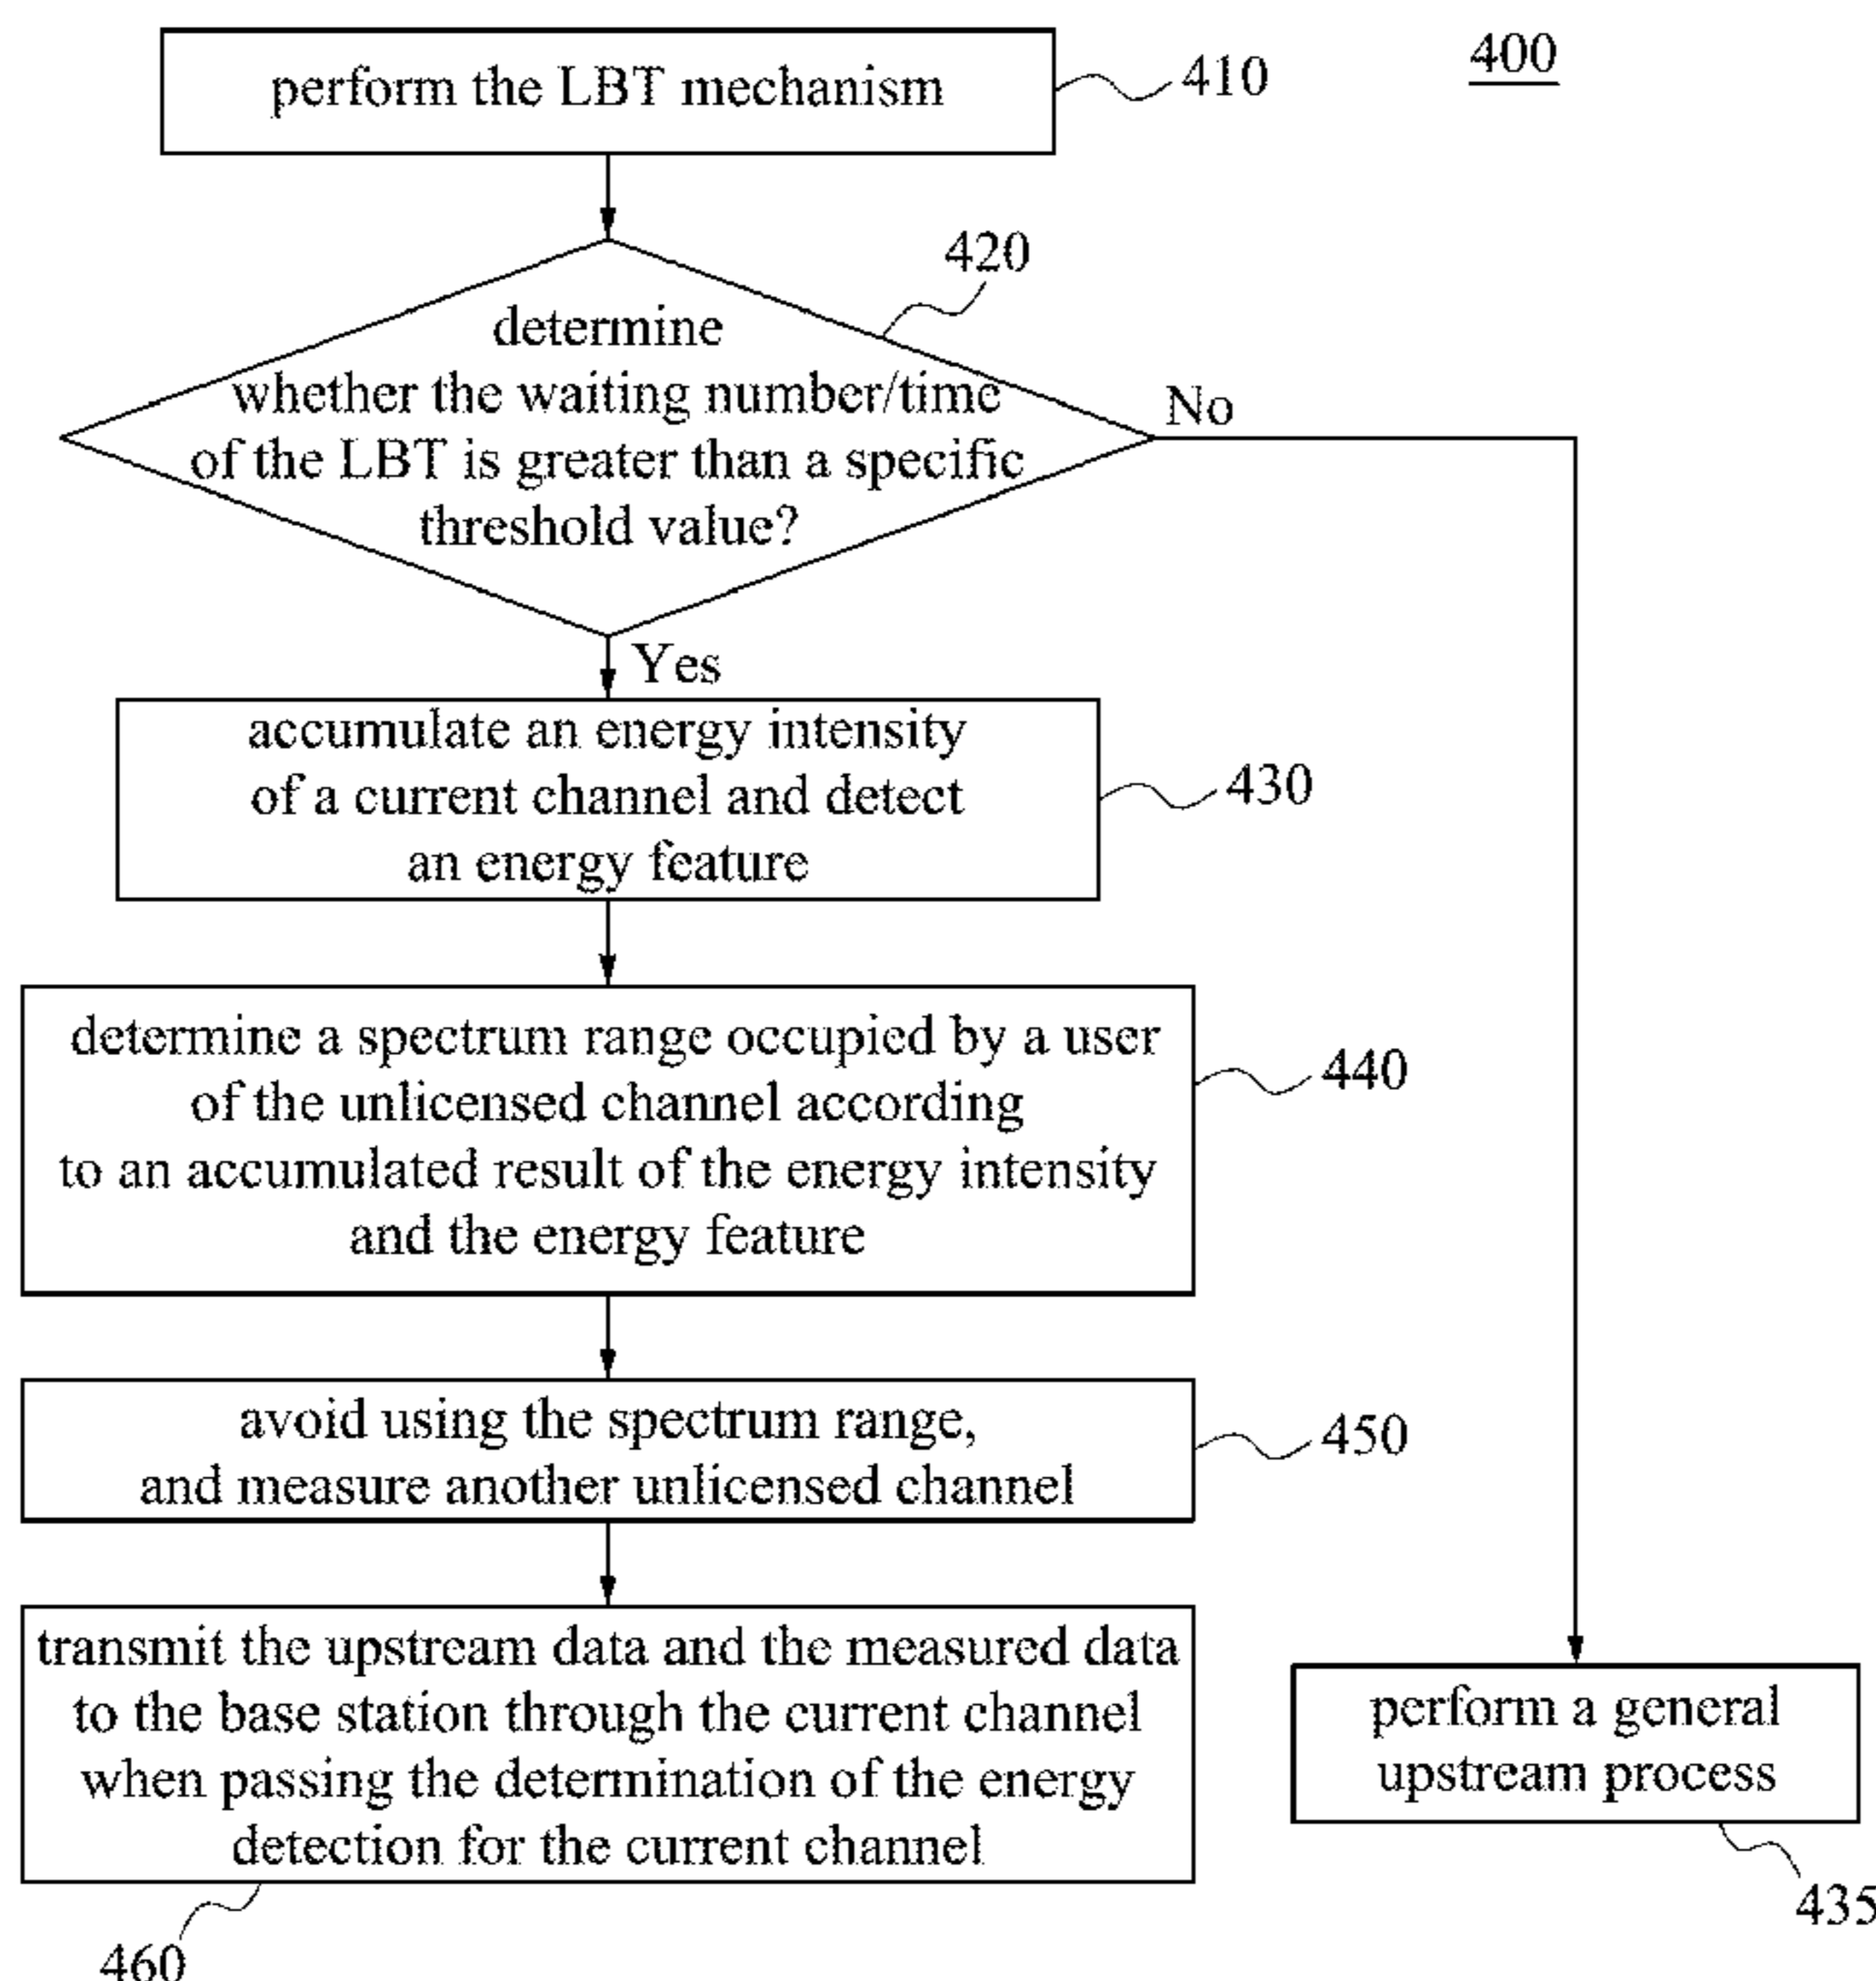 400
perform the LBT mechanism
410
420
determine
whether the waiting number/time
of the LBT is greater than a specific
threshold value?
No
Yes
accumulate an energy intensity
of a current channel and detect
an energy feature
430
determine a spectrum range occupied by a user
of the unlicensed channel according
to an accumulated result of the energy intensity
and the energy feature
440
avoid using the spectrum range,
and measure another unlicensed channel
450
transmit the upstream data and the measured data
to the base station through the current channel
when passing the determination of the energy
detection for the current channel
460
perform a general
upstream process
435